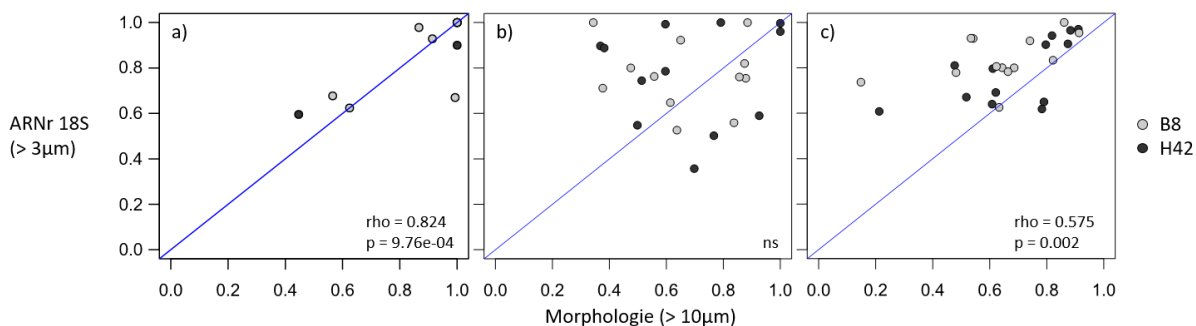 a)
b)
c)
1.0
0.8
0.6
0.4
0.2
0.0
ARNr 18S
(> 3µm)
B8
H42
rho = 0.824
p = 9.76e-04
ns
rho = 0.575
p = 0.002
0.0 0.2 0.4 0.6 0.8 1.0
0.0 0.2 0.4 0.6 0.8 1.0
0.0 0.2 0.4 0.6 0.8 1.0
Morphologie (> 10µm)